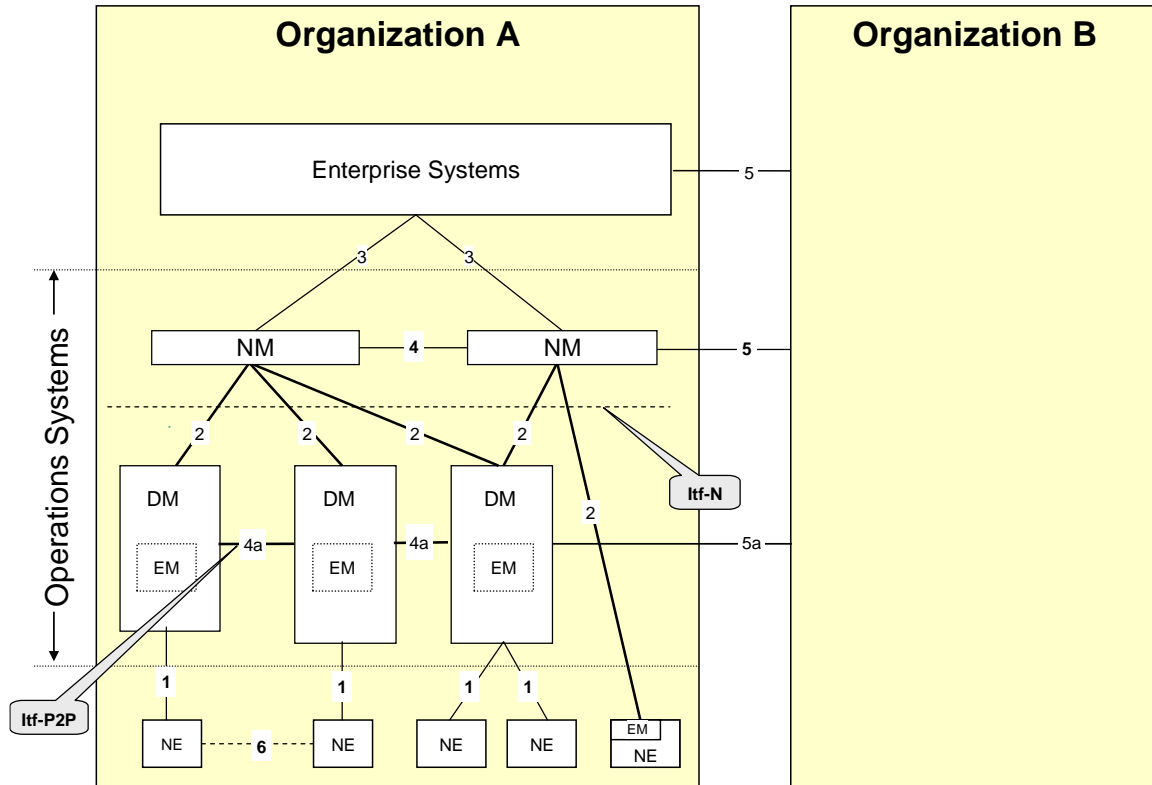 Organization A
Organization B
Enterprise Systems
5
3
3
Operations Systems
NM
4
NM
5
2
2
2
2
Itf-N
DM
DM
DM
2
4a
4a
5a
EM
EM
EM
1
1
1
1
Itf-P2P
NE
6
NE
NE
NE
EM
NE